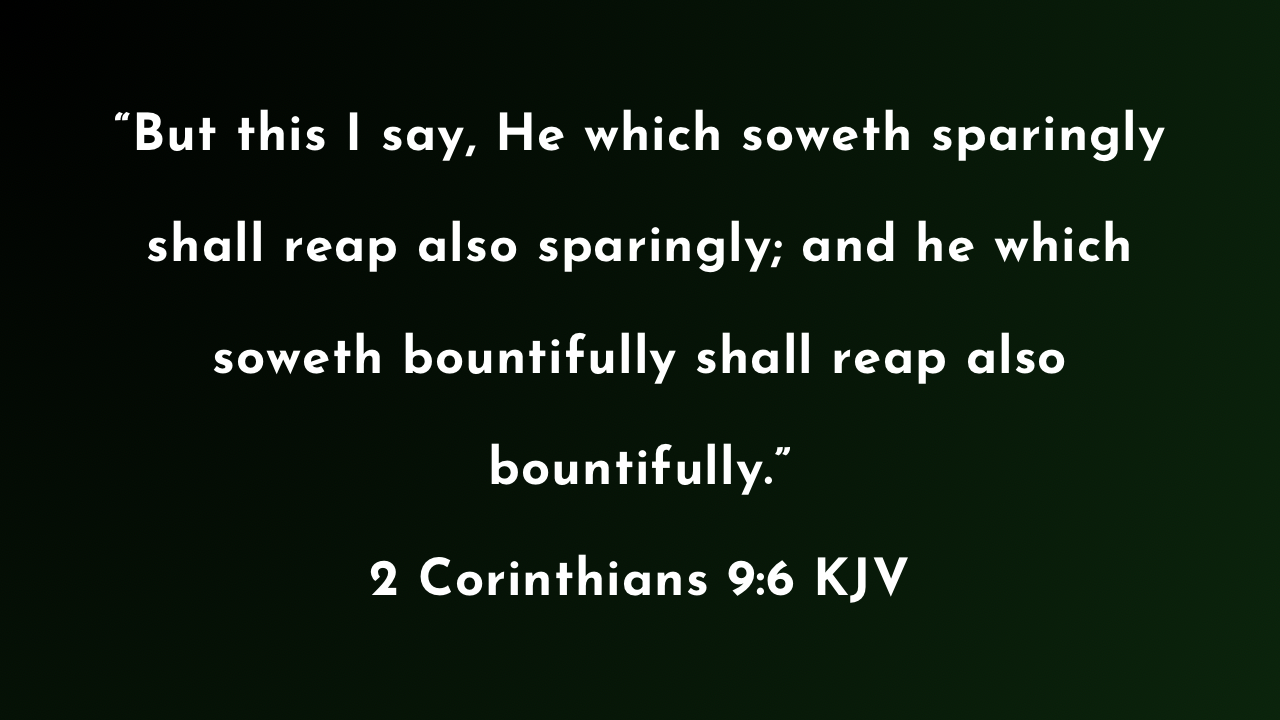 “But this I say, He which soweth sparingly
shall reap also sparingly; and he which
soweth bountifully shall reap also
bountifully.”
2 Corinthians 9:6 KJV